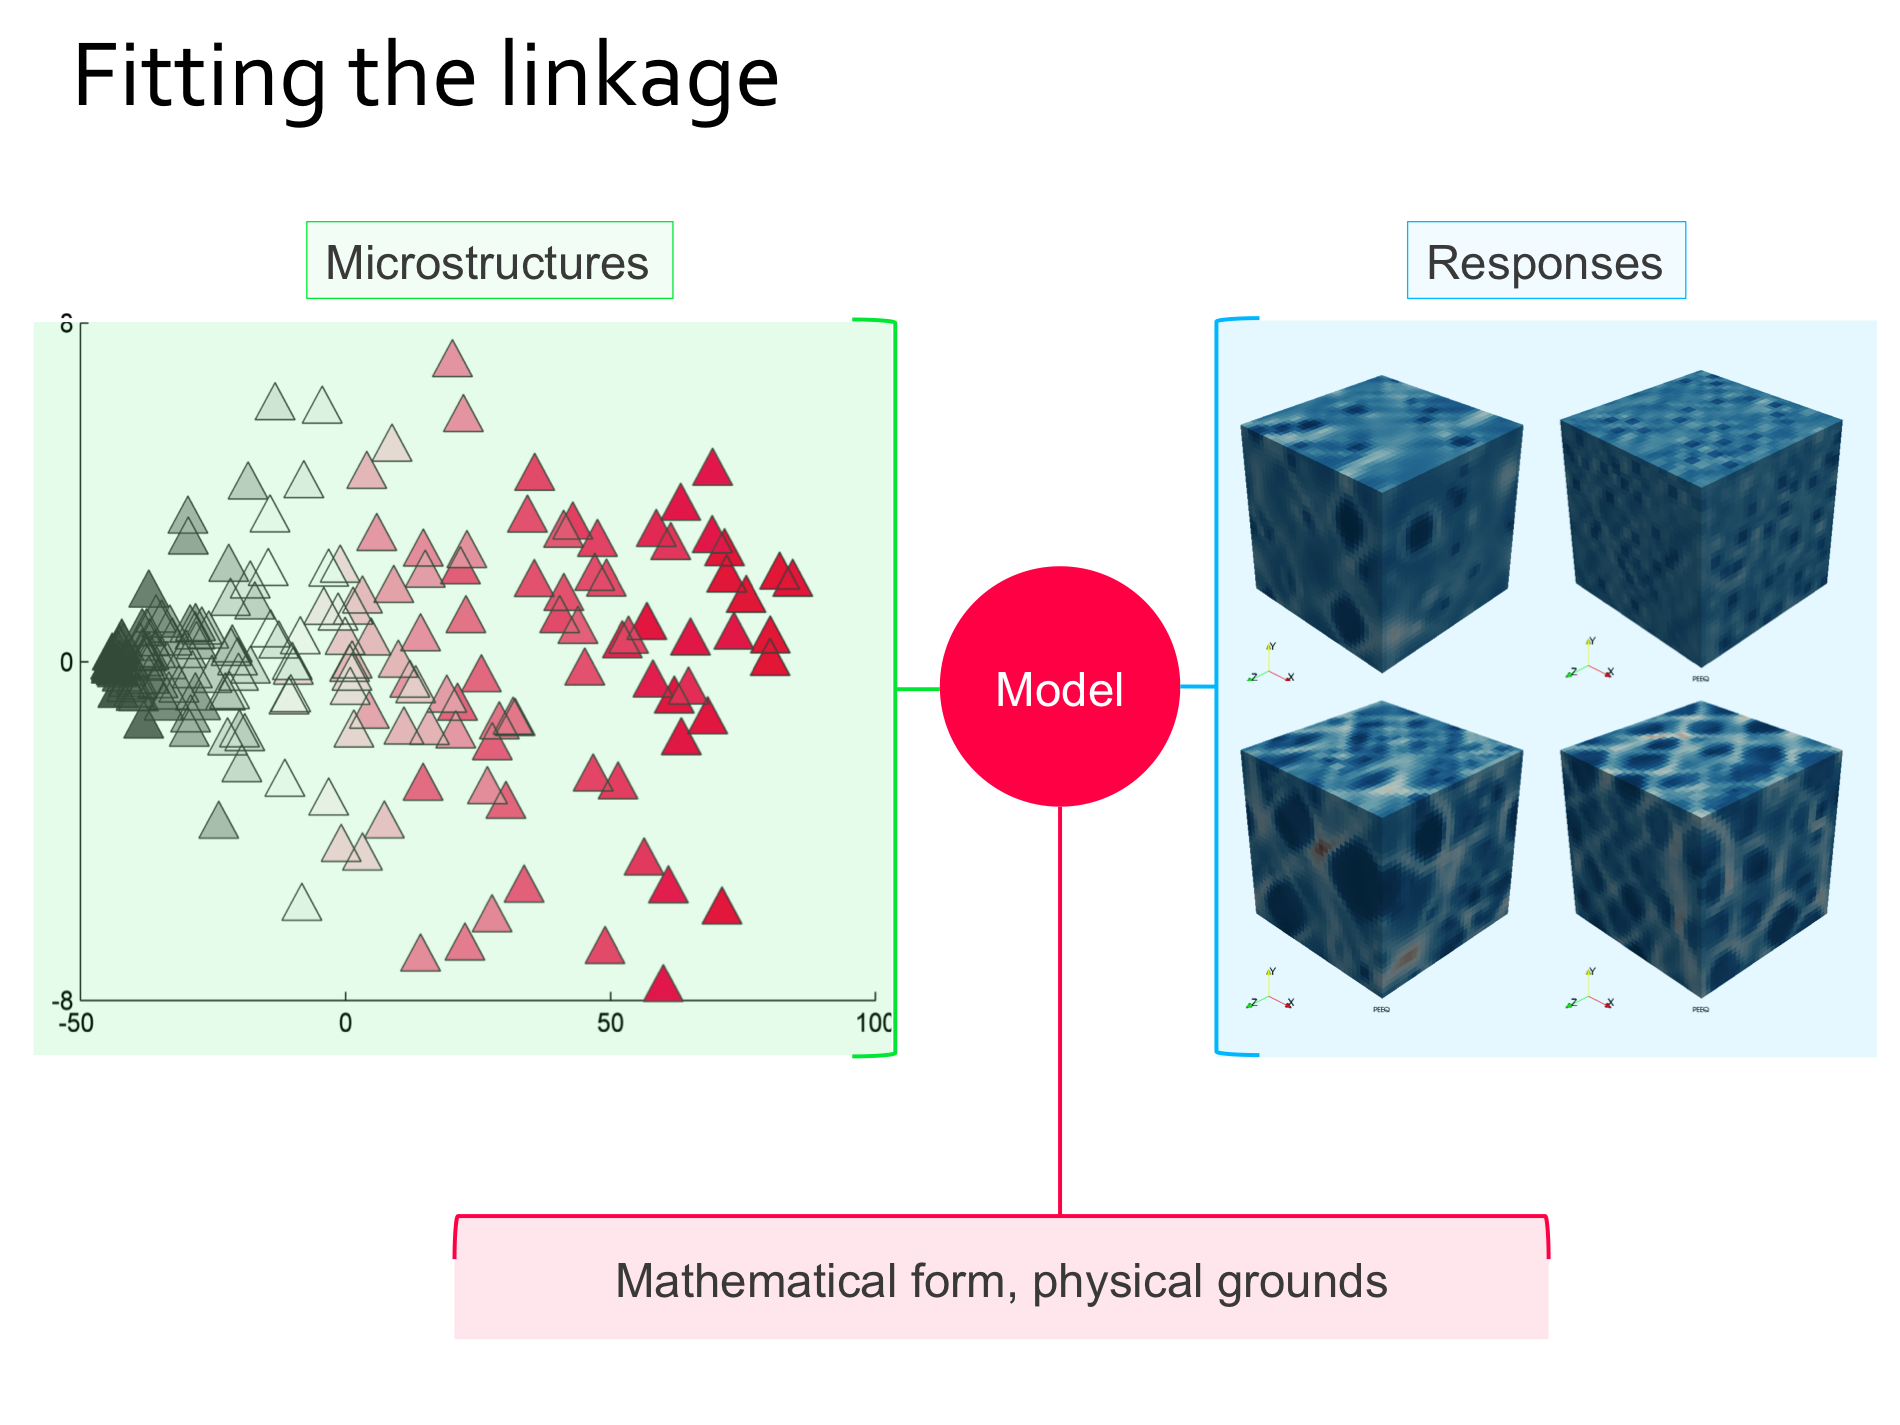 Fitting the linkage
Microstructures
Responses
8
0
-8
-50 0 50 100
Model
Y
Z X
Y
Z X
PEEQ
Y
Z X
PEEQ
Y
Z X
PEEQ
Mathematical form, physical grounds